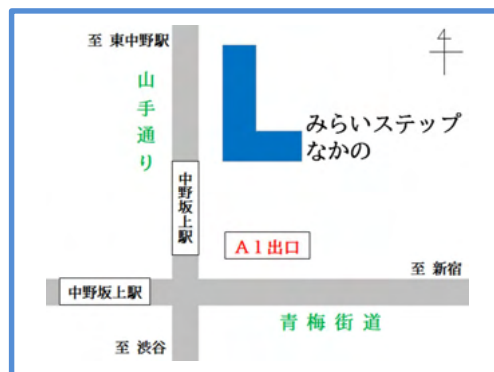 至 東中野駅
山手通り
みらいステップ
なかの
中野坂上駅
A1出口
至 新宿
中野坂上駅
青梅街道
至 渋谷